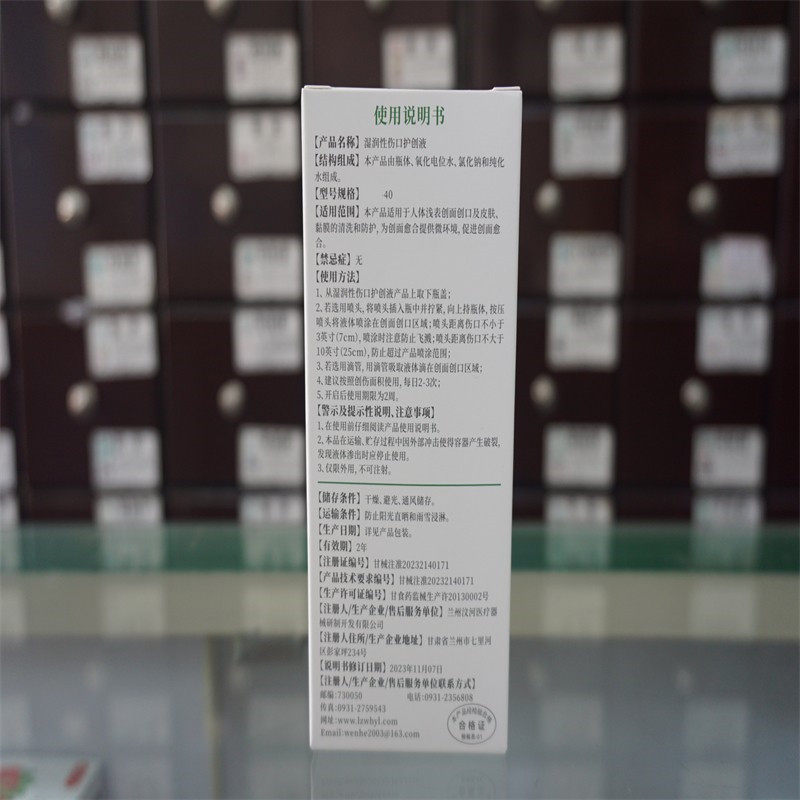 使用说明书
【产品名称】湿润性伤口护创液
【结构组成】本产品由瓶体、氧化电位水、氯化钠和纯化
水组成。
【型号规格】 40
【适用范围】本产品适用于人体浅表创面创口及皮肤、
黏膜的清洗和防护,为创面愈合提供微环境,促进创面愈
合。
【禁忌症】无
【使用方法】
1、从湿润性伤口护创液产品上取下瓶盖;
2、若选用喷头,将喷头插入瓶中并拧紧,向上持瓶体,按压
喷头将液体喷涂在创面创口区域;喷头距离伤口不小于
3英寸(7cm),喷涂时注意防止飞溅;喷头距离伤口不大于
10英寸(25cm),防止超过产品喷涂范围;
3、若选用滴管,用滴管吸取液体滴在创面创口区域;
4、建议按照创伤面积使用,每日2-3次;
5、开启后使用期限为2周。
【警示及提示性说明、注意事项】
1、在使用前仔细阅读产品使用说明书。
2、本品在运输、贮存过程中因外部冲击使得容器产生破裂,
发现液体渗出时应停止使用。
3、仅限外用,不可注射。
【储存条件】干燥、避光、通风储存。
【运输条件】防止阳光直晒和雨雪浸淋。
【生产日期】详见产品包装。
【有效期】2年
【注册证编号】甘械注准20232140171
【产品技术要求编号】甘械注准20232140171
【生产许可证编号】甘食药监械生产许20130002号
【注册人/生产企业/售后服务单位】兰州汶河医疗器
械研制开发有限公司
【注册人住所/生产企业地址】甘肃省兰州市七里河
区彭家坪234号
【说明书修订日期】2023年11月07日
【注册人/生产企业/售后服务单位联系方式】
邮编:730050 电话:0931-2356808
传真:0931-2759543
网址:www.lzwhyl.com
Email:wenhe2003@163.com
合格证